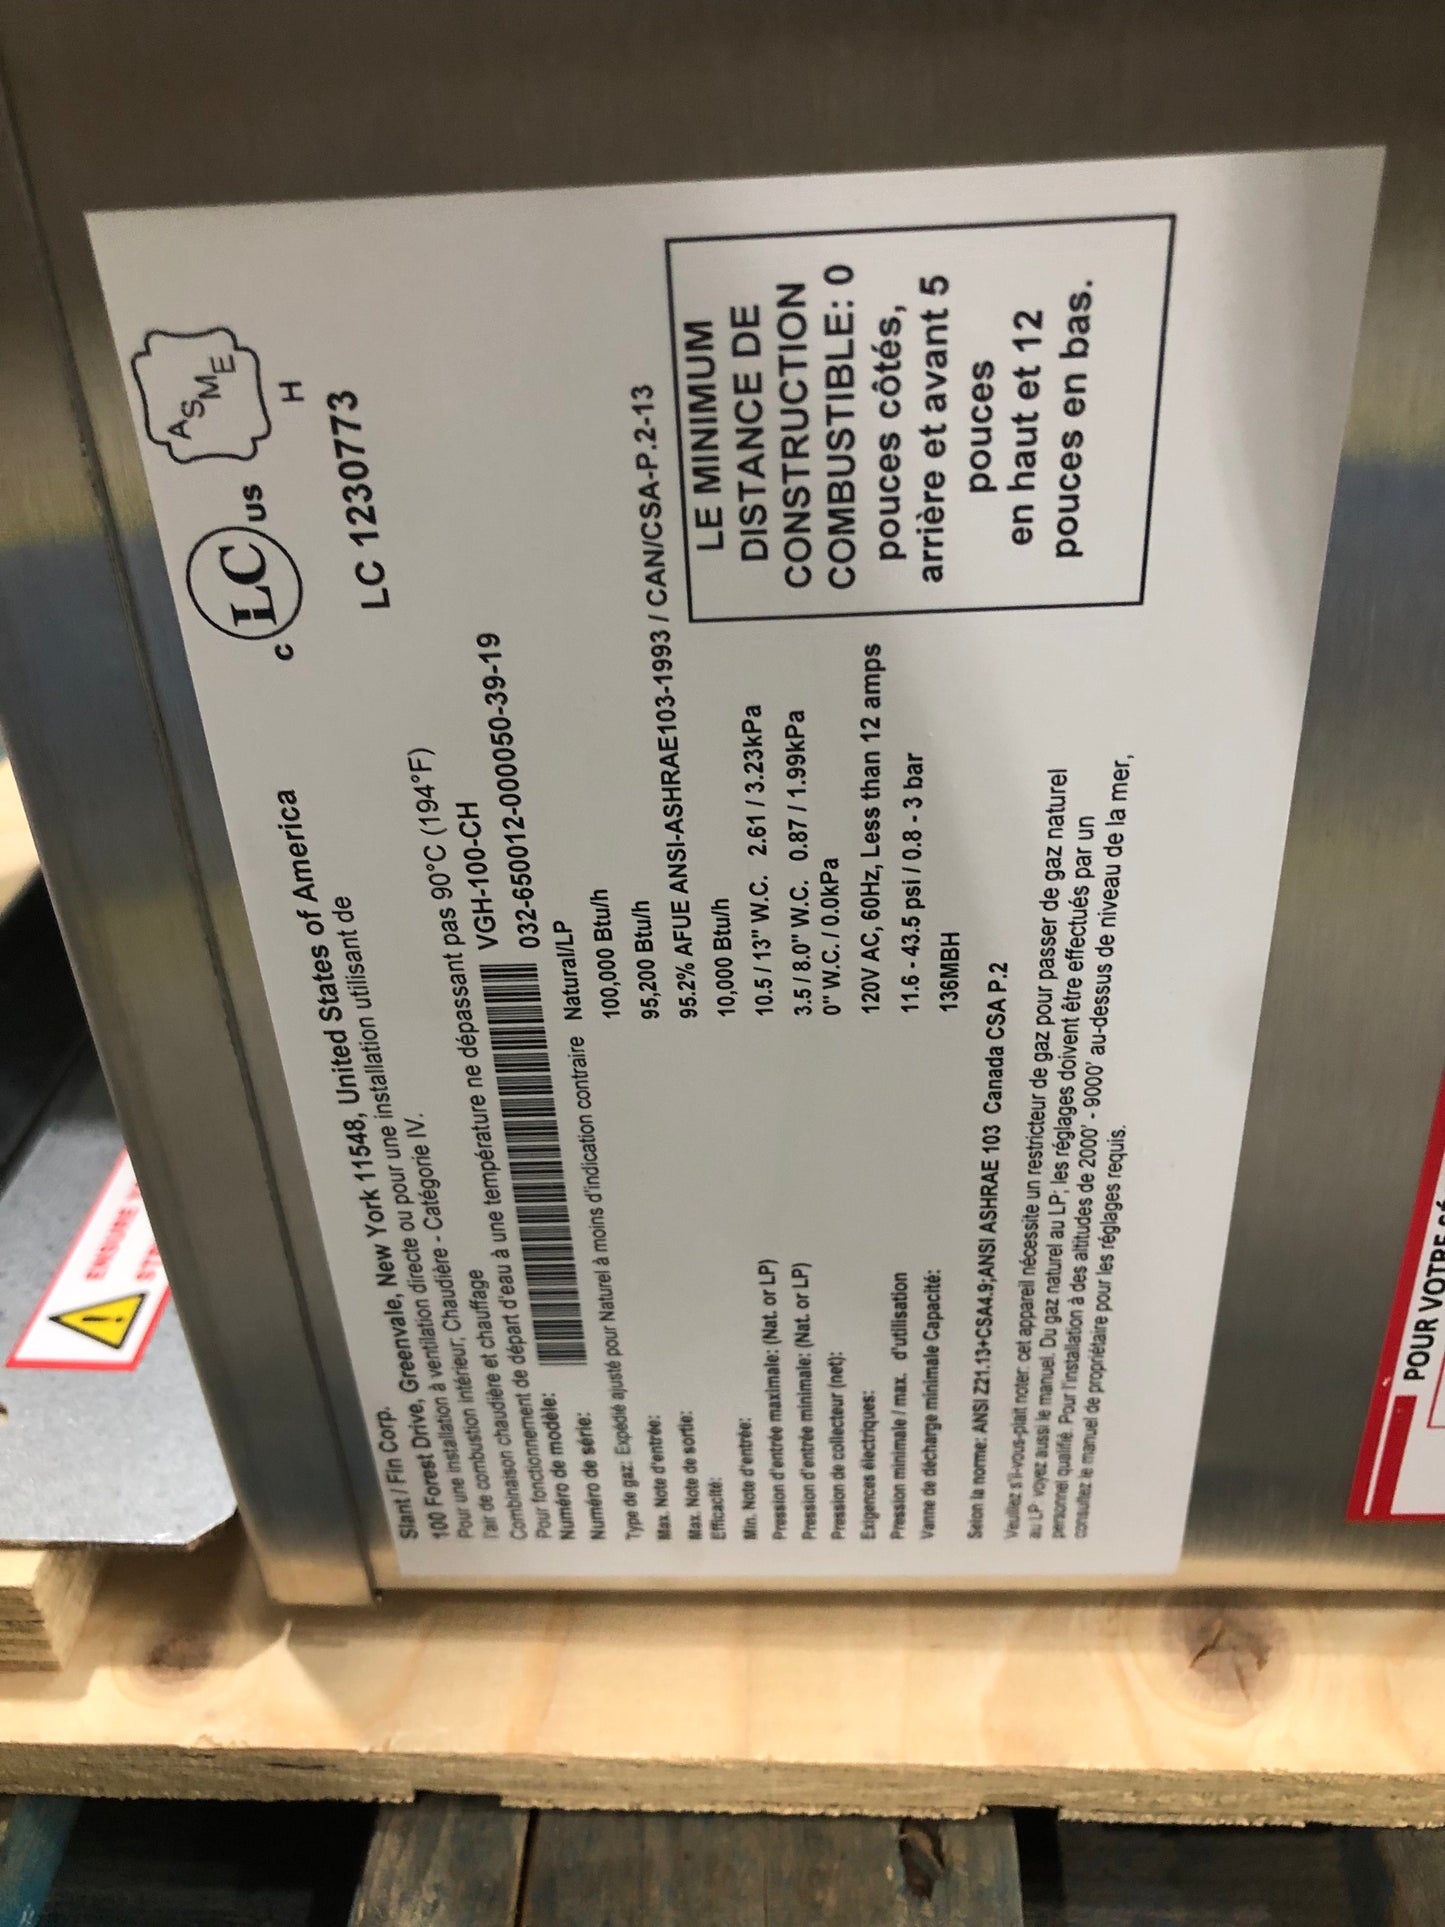 c LC us
ASME
H
LC 1230773
Slant / Fin Corp.
100 Forest Drive, Greenvale, New York 11548, United States of America
Pour une installation à ventilation directe ou pour une installation utilisant de
l'air de combustion intérieur; Chaudière - Catégorie IV.
Combinaison chaudière et chauffage
Pour fonctionnement de départ d'eau à une température ne dépassant pas 90°C (194°F)
Numéro de modèle: VGH-100-CH
Numéro de série: 032-650012-000050-39-19
Type de gaz: Expédié ajusté pour Naturel à moins d'indication contraire Natural/LP
Max. Note d'entrée: 100,000 Btu/h
Max. Note de sortie: 95,200 Btu/h
Efficacité: 95.2% AFUE ANSI-ASHRAE103-1993 / CAN/CSA-P.2-13
Min. Note d'entrée: 10,000 Btu/h
Pression d'entrée maximale: (Nat. or LP) 10.5 / 13" W.C. 2.61 / 3.23kPa
Pression d'entrée minimale: (Nat. or LP) 3.5 / 8.0" W.C. 0.87 / 1.99kPa
Pression de collecteur (net): 0" W.C. / 0.0kPa
Exigences électriques: 120V AC, 60Hz, Less than 12 amps
Pression minimale / max. d'utilisation 11.6 - 43.5 psi / 0.8 - 3 bar
Vanne de décharge minimale Capacité: 136MBH
Selon la norme: ANSI Z21.13+CSA4.9;ANSI ASHRAE 103 Canada CSA P.2
Veuillez s'il-vous-plait noter: cet appareil nécessite un restricteur de gaz pour passer de gaz naturel
au LP: voyez aussi le manuel. Du gaz naturel au LP; les réglages doivent être effectués par un
personnel qualifié. Pour l'installation à des altitudes de 2000' - 9000' au-dessus de niveau de la mer,
consultez le manuel de propriétaire pour les réglages requis.
LE MINIMUM
DISTANCE DE
CONSTRUCTION
COMBUSTIBLE: 0
pouces côtés,
arrière et avant 5
pouces
en haut et 12
pouces en bas.
ENSURE
POUR VOTRE